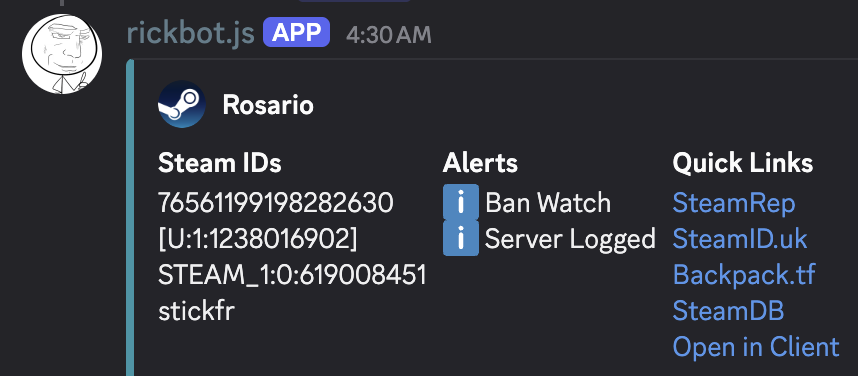 rickbot.js APP 4:30 AM
Rosario
Steam IDs
76561199198282630
[U:1:1238016902]
STEAM_1:0:619008451
stickfr
Alerts
i Ban Watch
i Server Logged
Quick Links
SteamRep
SteamID.uk
Backpack.tf
SteamDB
Open in Client